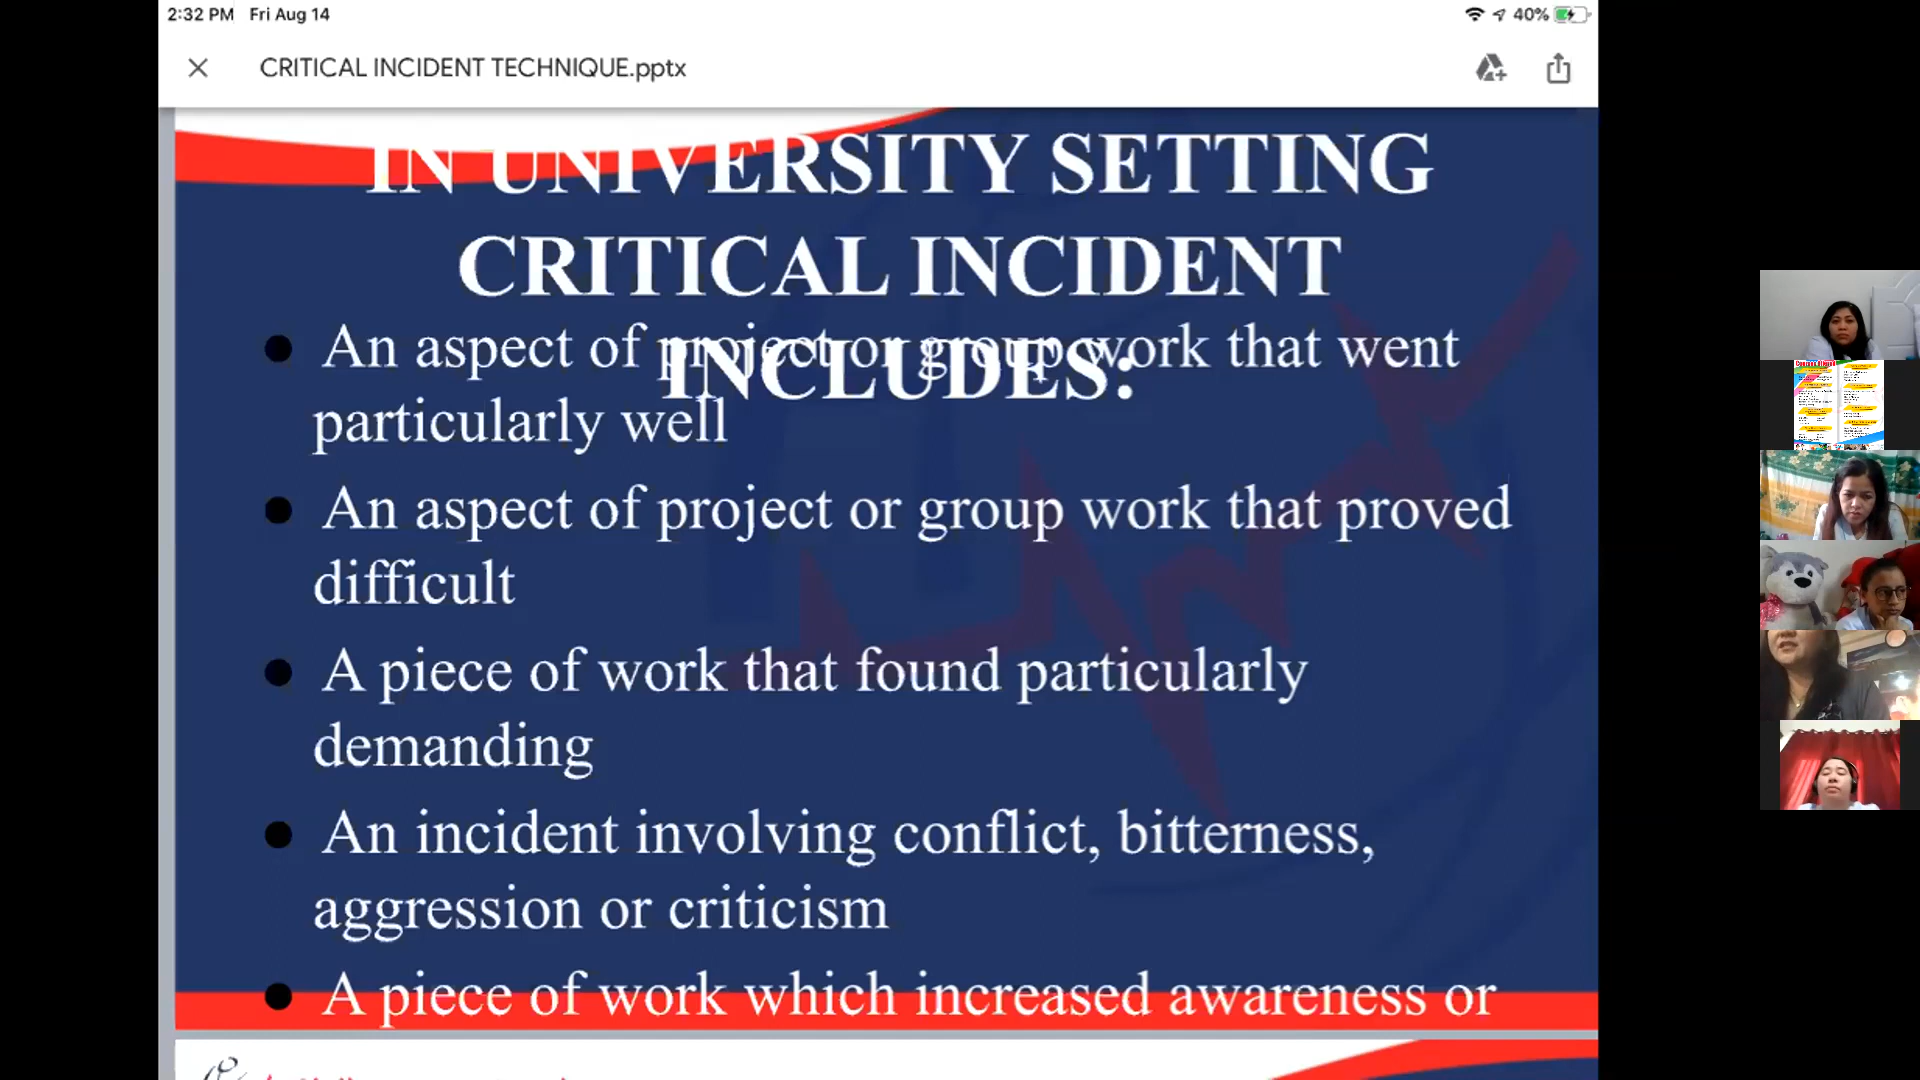 2:32 PM Fri Aug 14
40%
CRITICAL INCIDENT TECHNIQUE.pptx
IN UNIVERSITY SETTING
CRITICAL INCIDENT
INCLUDES:
An aspect of project or group work that went
particularly well
An aspect of project or group work that proved
difficult
A piece of work that found particularly
demanding
An incident involving conflict, bitterness,
aggression or criticism
A piece of work which increased awareness or